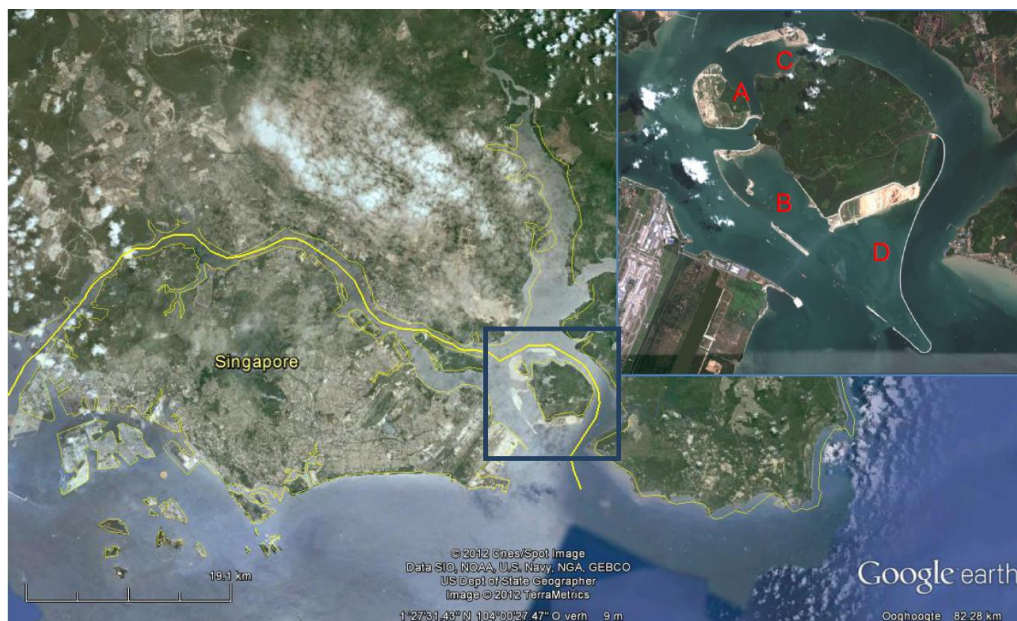 C
A
B
D
Singapore
© 2012 Cnes/Spot Image
Data SIO, NOAA, U.S. Navy, NGA, GEBCO
US Dept of State Geographer
Image © 2012 TerraMetrics
19.1 km
Google earth
1°27'31.43" N 104°00'27.47" O verh 9 m
Ooghoogte 82.28 km